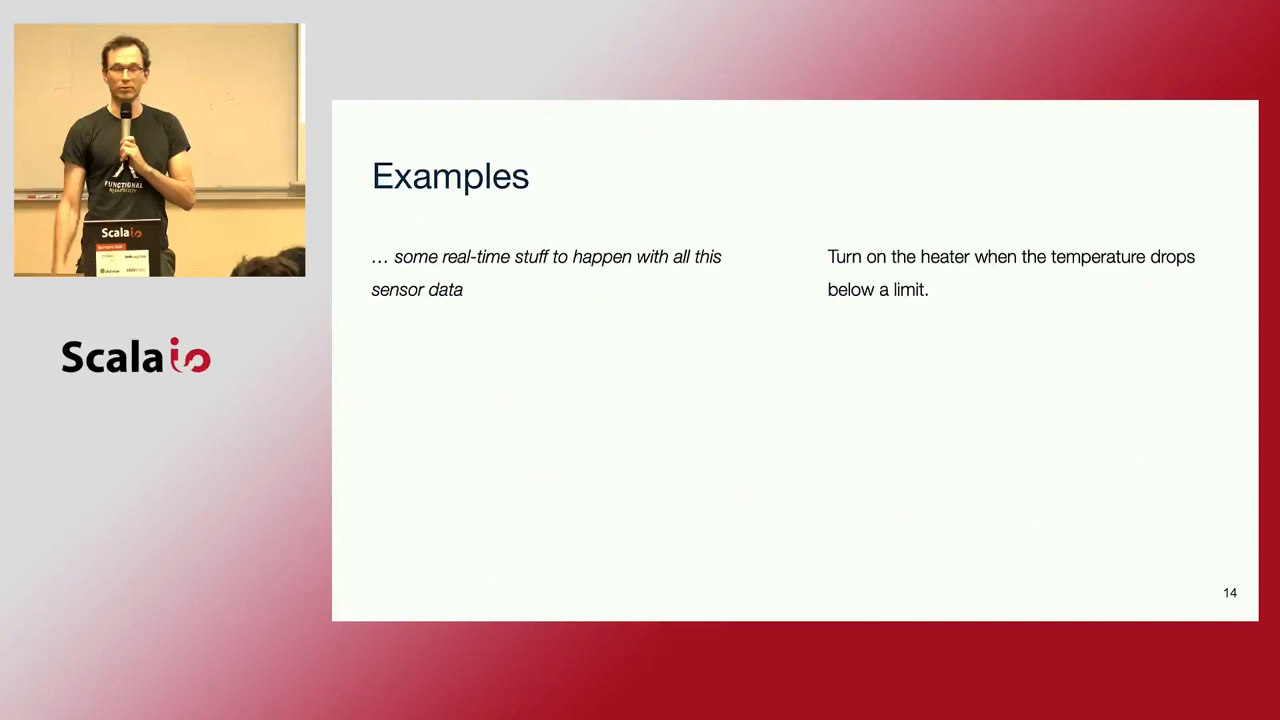 FUNCTIONAL
RHAPSODY
Scalaio
Scalaio
Examples
… some real-time stuff to happen with all this
sensor data
Turn on the heater when the temperature drops
below a limit.
14